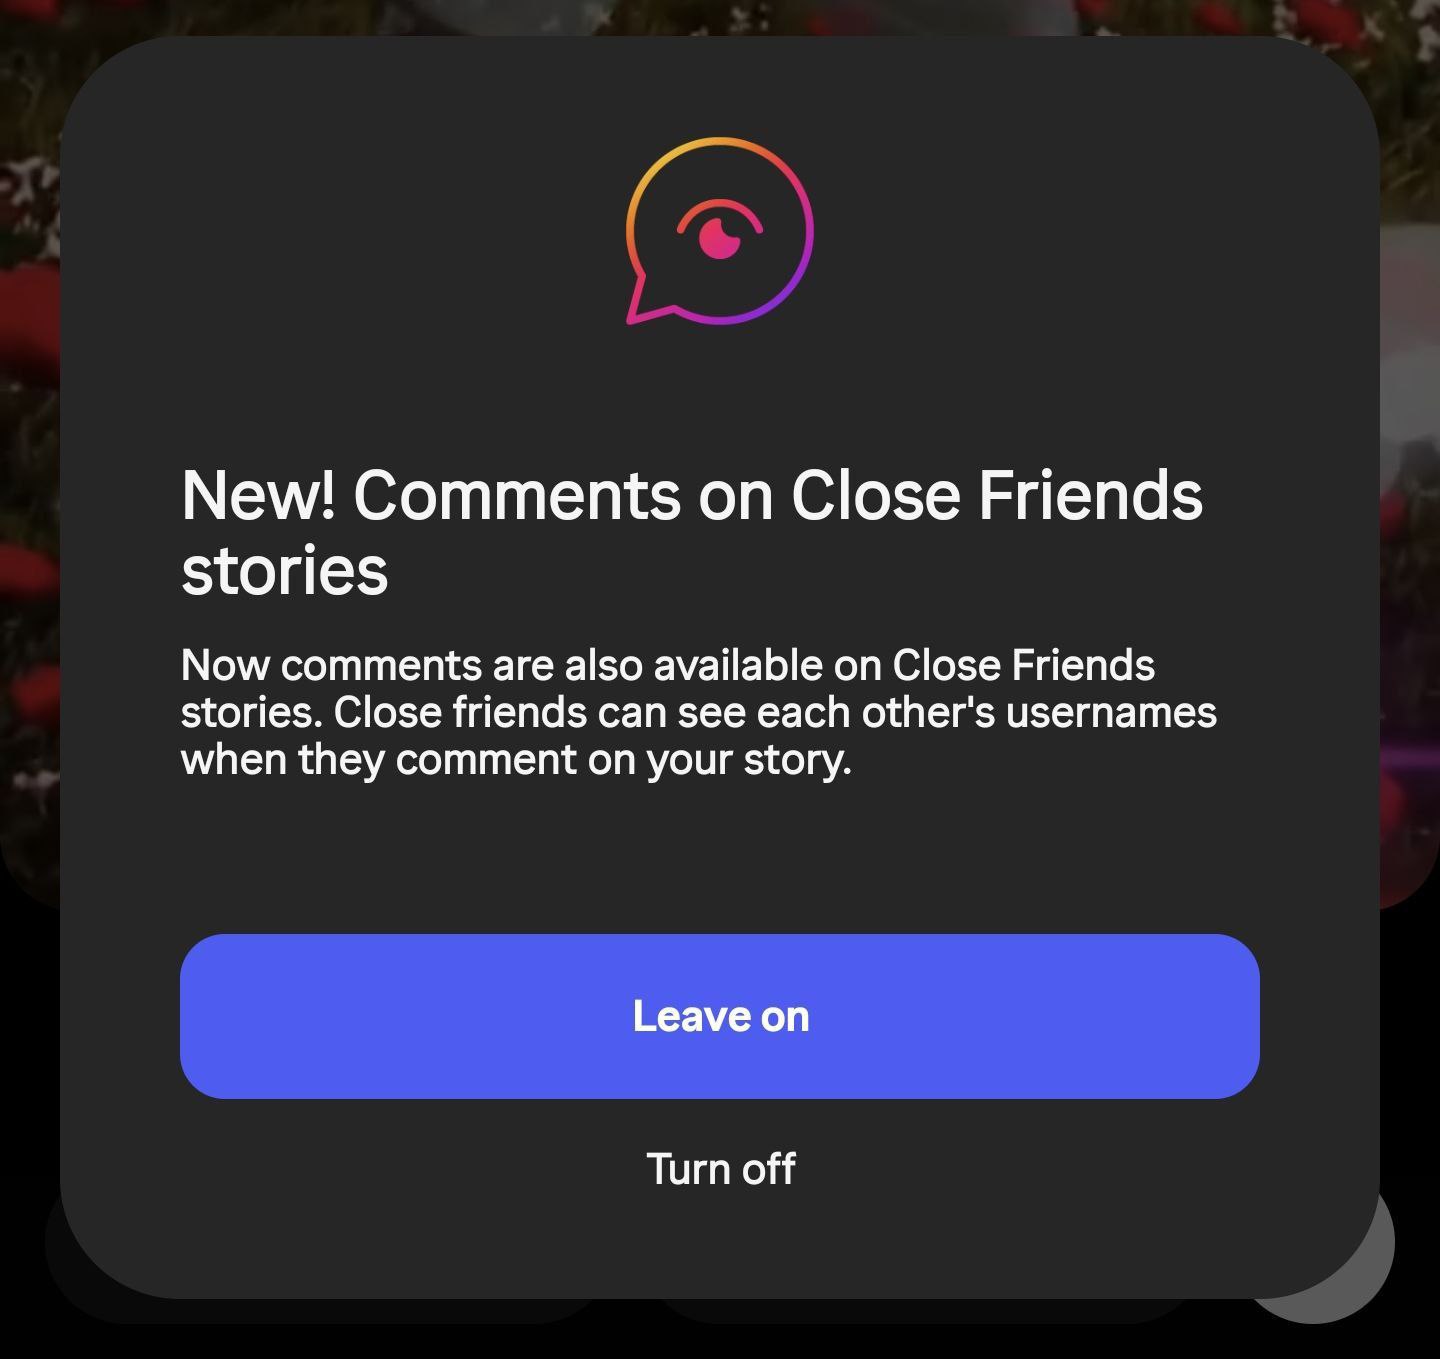 New! Comments on Close Friends
stories
Now comments are also available on Close Friends
stories. Close friends can see each other's usernames
when they comment on your story.
Leave on
Turn off